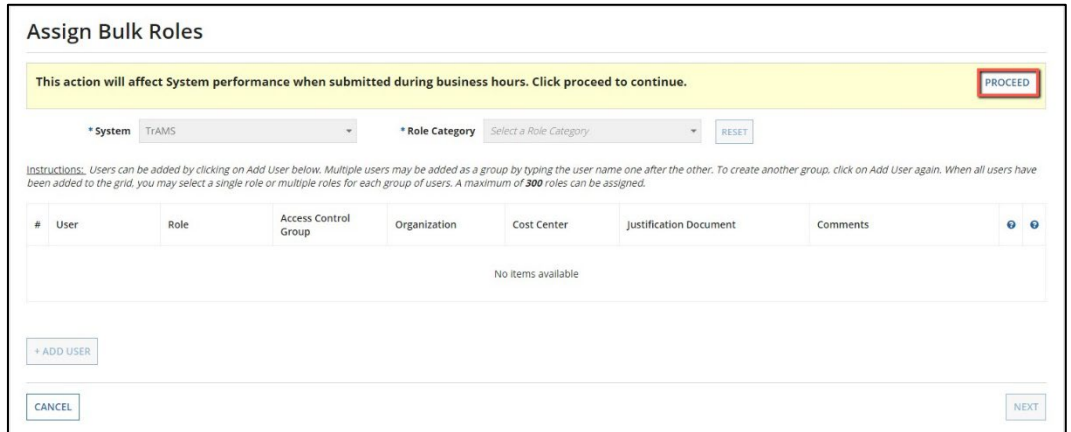 Assign Bulk Roles
This action will affect System performance when submitted during business hours. Click proceed to continue.
PROCEED
* System TrAMS * Role Category Select a Role Category RESET
Instructions: Users can be added by clicking on Add User below. Multiple users may be added as a group by typing the user name one after the other. To create another group, click on Add User again. When all users have
been added to the grid, you may select a single role or multiple roles for each group of users. A maximum of 300 roles can be assigned.
# User Role Access Control Group Organization Cost Center Justification Document Comments ? ?
No items available
+ ADD USER
CANCEL NEXT